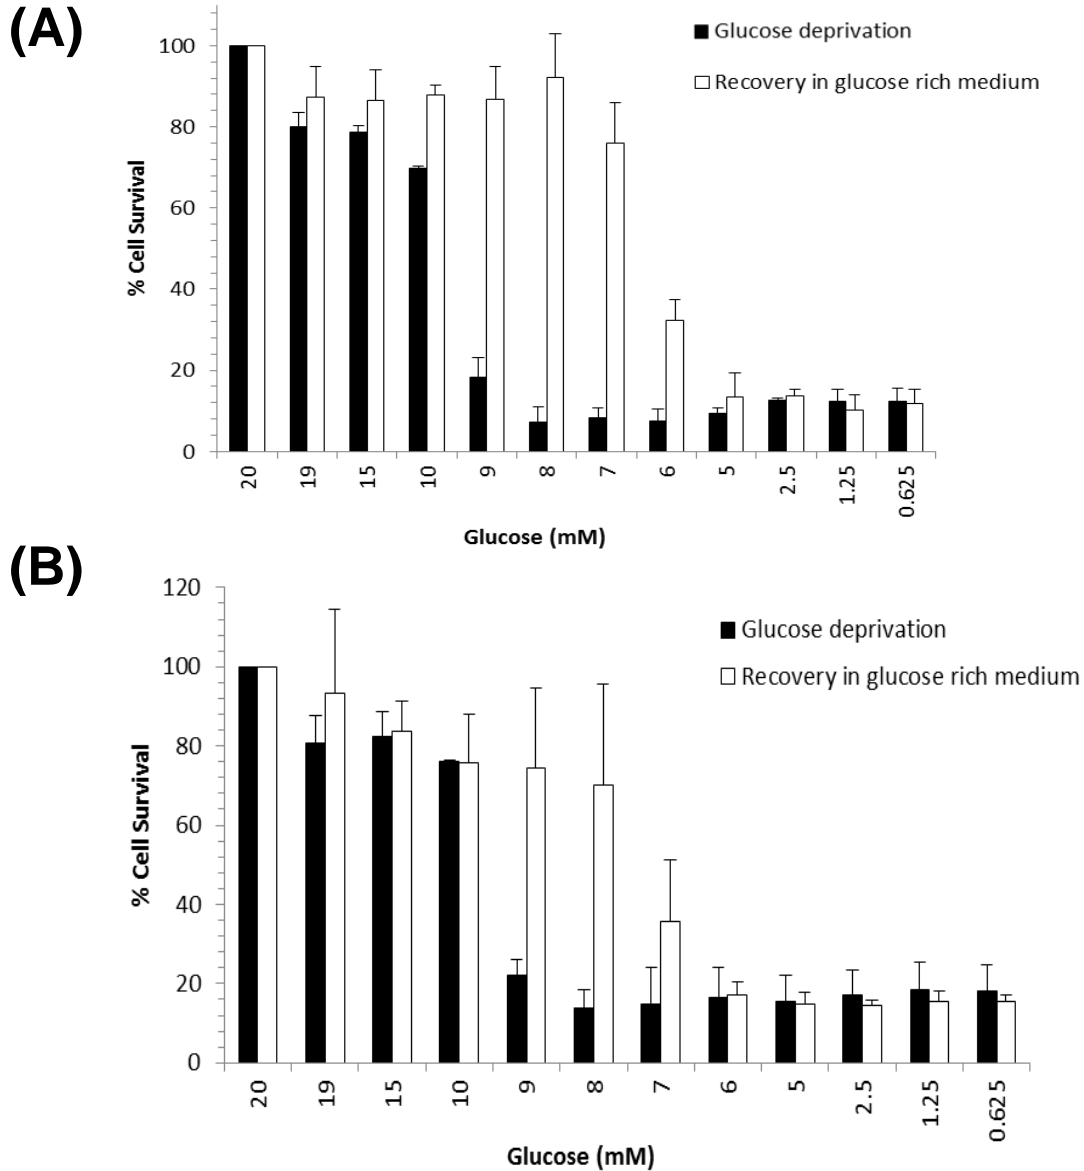 (A)
Glucose deprivation
Recovery in glucose rich medium
% Cell Survival
100
80
60
40
20
0
20 19 15 10 9 8 7 6 5 2.5 1.25 0.625
Glucose (mM)
(B)
Glucose deprivation
Recovery in glucose rich medium
% Cell Survival
120
100
80
60
40
20
0
20 19 15 10 9 8 7 6 5 2.5 1.25 0.625
Glucose (mM)